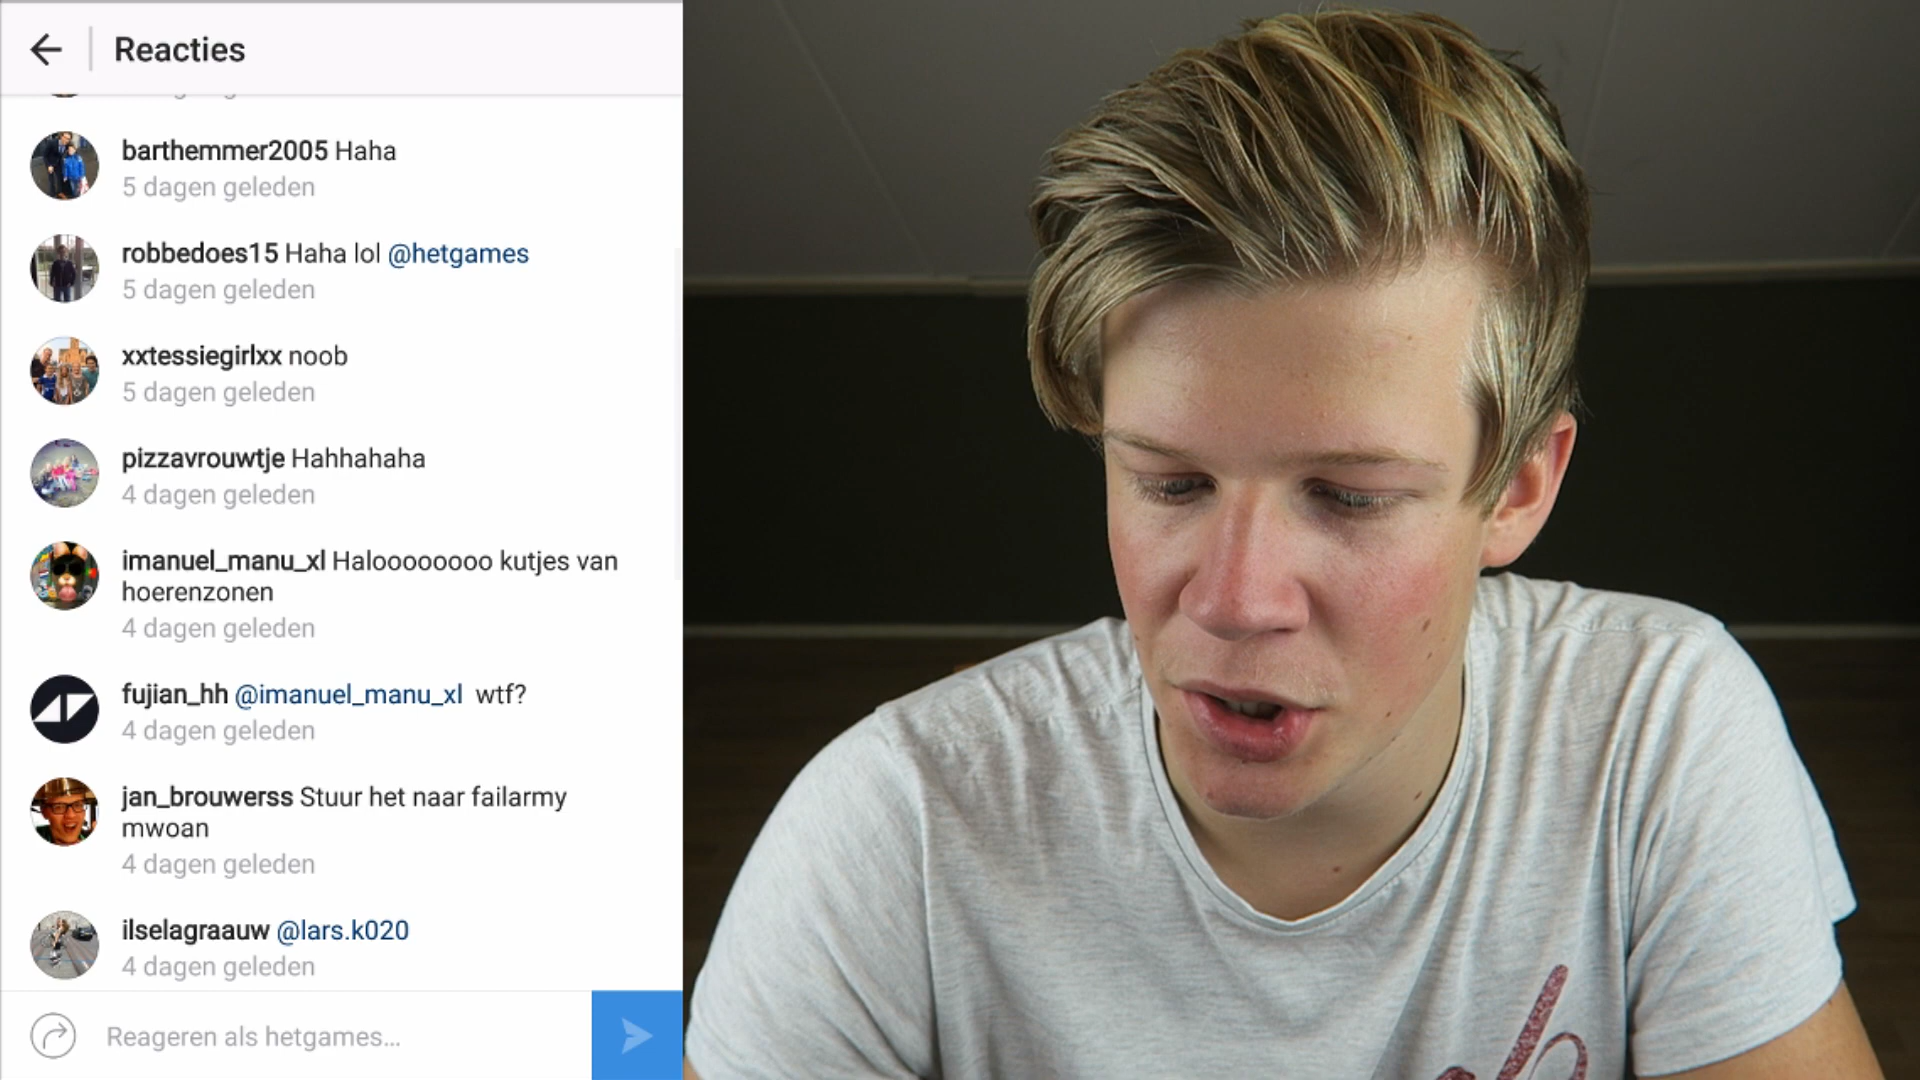 Reacties
barthemmer2005 Haha
5 dagen geleden
robbedoes15 Haha lol @hetgames
5 dagen geleden
xxtessiegirlxx noob
5 dagen geleden
pizzavrouwtje Hahhahaha
4 dagen geleden
imanuel_manu_xl Haloooooooo kutjes van
hoerenzonen
4 dagen geleden
fujian_hh @imanuel_manu_xl wtf?
4 dagen geleden
jan_brouwerss Stuur het naar failarmy
mwoan
4 dagen geleden
ilselagraauw @lars.k020
4 dagen geleden
Reageren als hetgames...